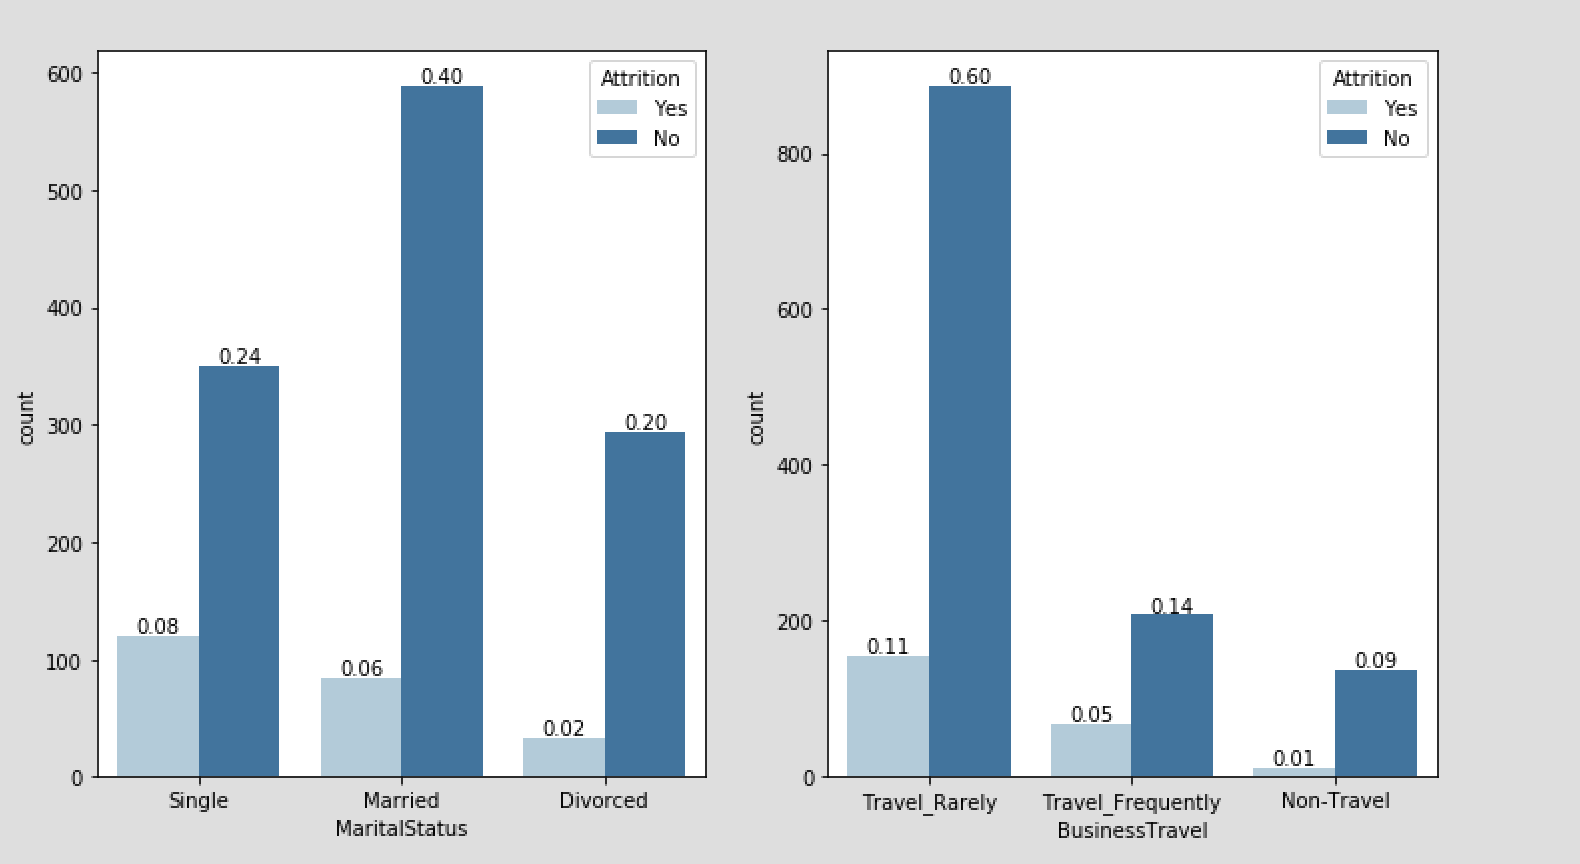 600
500
400
300
200
100
0
count
0.08
0.24
0.06
0.40
0.02
0.20
Attrition
Yes
No
Single Married Divorced
MaritalStatus
800
600
400
200
0
count
0.11
0.60
0.05
0.14
0.01
0.09
Attrition
Yes
No
Travel_Rarely Travel_Frequently Non-Travel
BusinessTravel